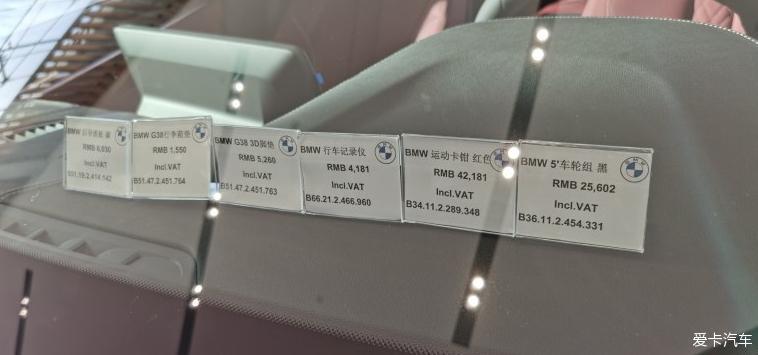 BMW
RMB 6,030
Incl.VAT
BMW G38行李箱垫
RMB 1,550
Incl.VAT
B51.47.2.451.764
BMW G38 3D脚垫
RMB 5,260
Incl.VAT
B51.47.2.451.763
BMW 行车记录仪
RMB 4,181
Incl.VAT
B66.21.2.466.960
BMW 运动卡钳 红色
RMB 42,181
Incl.VAT
B34.11.2.289.348
BMW 5'车轮组 黑
RMB 25,602
Incl.VAT
B36.11.2.454.331
爱卡汽车